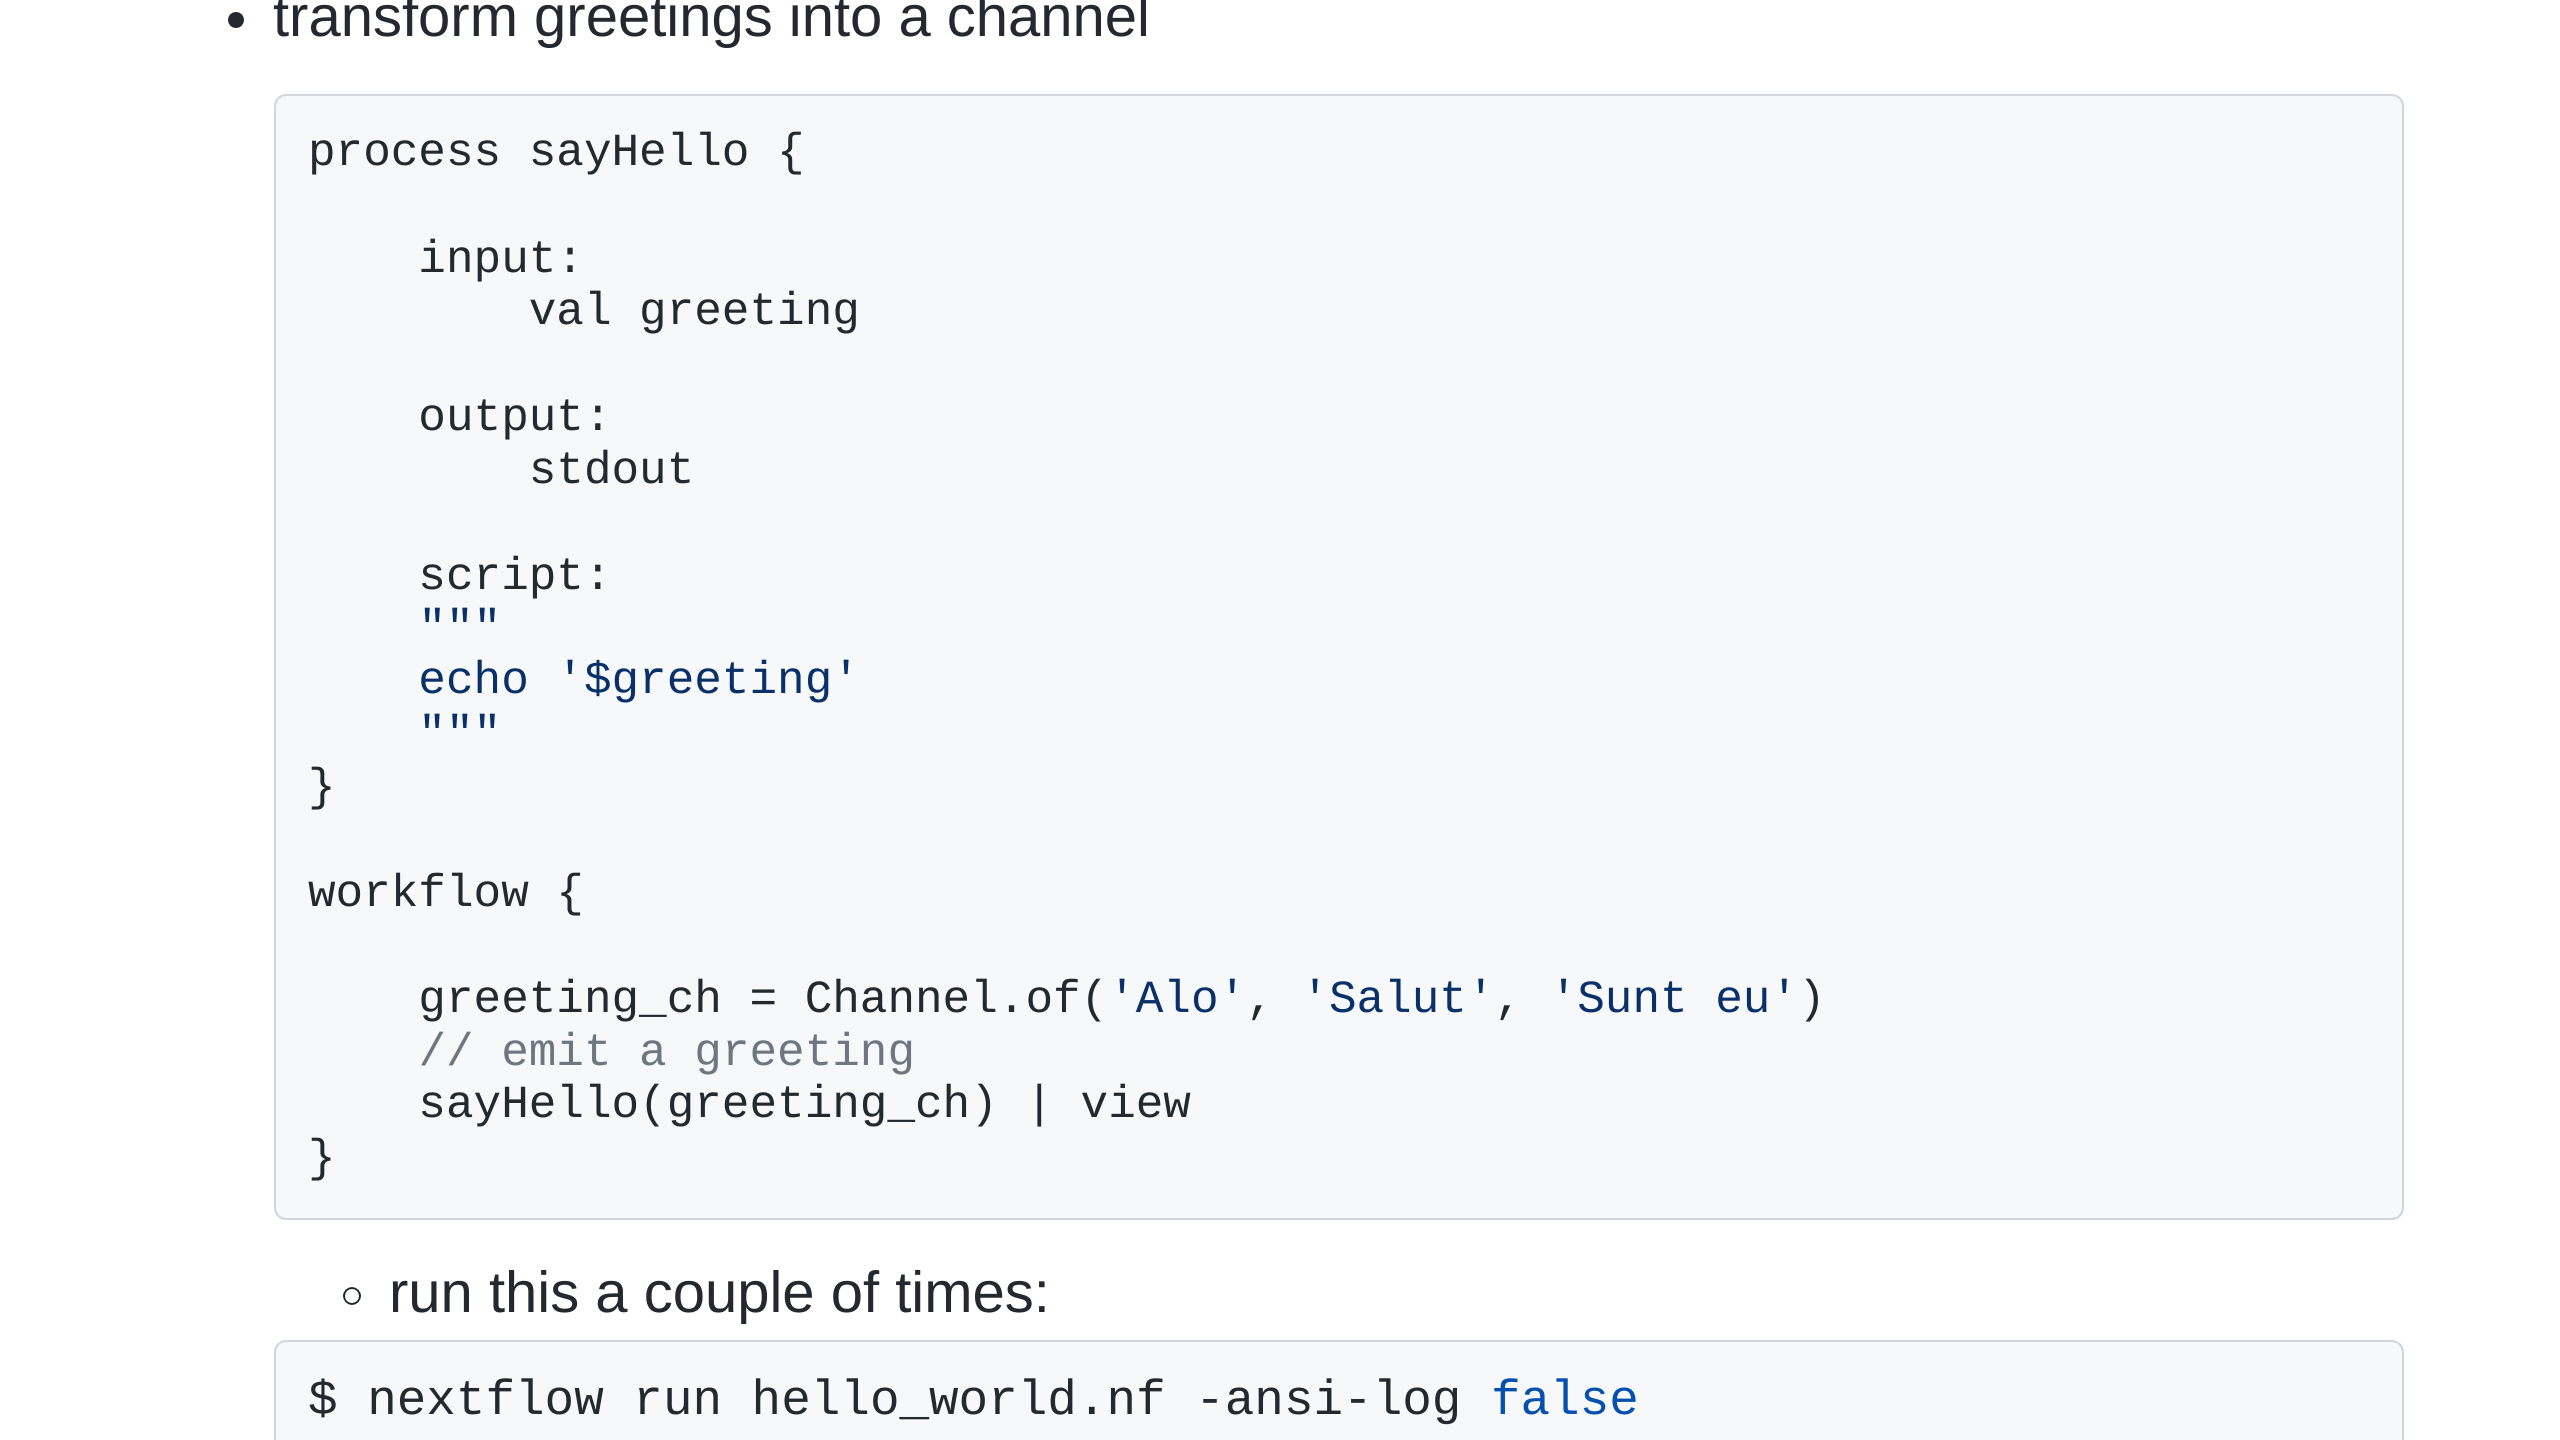 • transform greetings into a channel
process sayHello {
    input:
        val greeting
    output:
        stdout
    script:
    """
    echo '$greeting'
    """
}
workflow {
    greeting_ch = Channel.of('Alo', 'Salut', 'Sunt eu')
    // emit a greeting
    sayHello(greeting_ch) | view
}
◦ run this a couple of times:
$ nextflow run hello_world.nf -ansi-log false